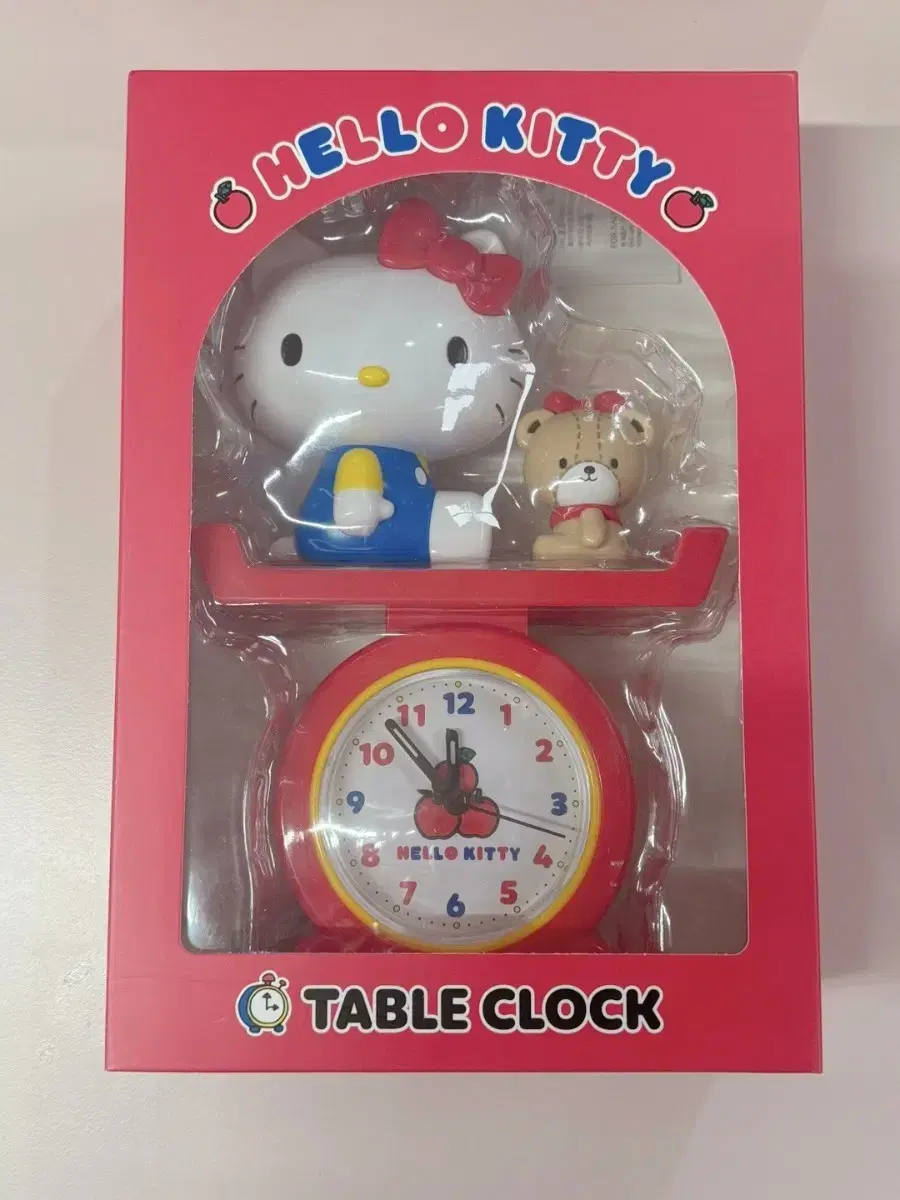 HELLO KITTY
12
11 1
10 2
9 3
HELLO KITTY
8 4
7 5
6
TABLE CLOCK